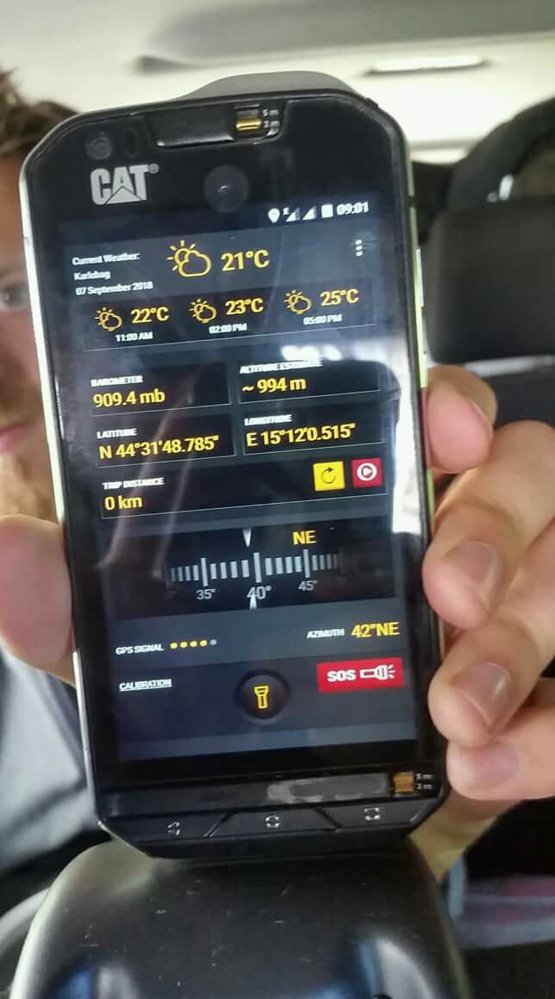 5 m
2 m
CAT®
E
09:01
Current Weather:
Karlobag
07 September 2018
21°C
22°C
11:00 AM
23°C
02:00 PM
25°C
05:00 PM
BAROMETER
909.4 mb
ALTITUDE ESTIMATE
~ 994 m
LATITUDE
N 44°31'48.785"
LONGITUDE
E 15°12'0.515"
TRIP DISTANCE
0 km
NE
35°
40°
45°
GPS SIGNAL
AZIMUTH 42°NE
CALIBRATION
SOS
5 m
2 m